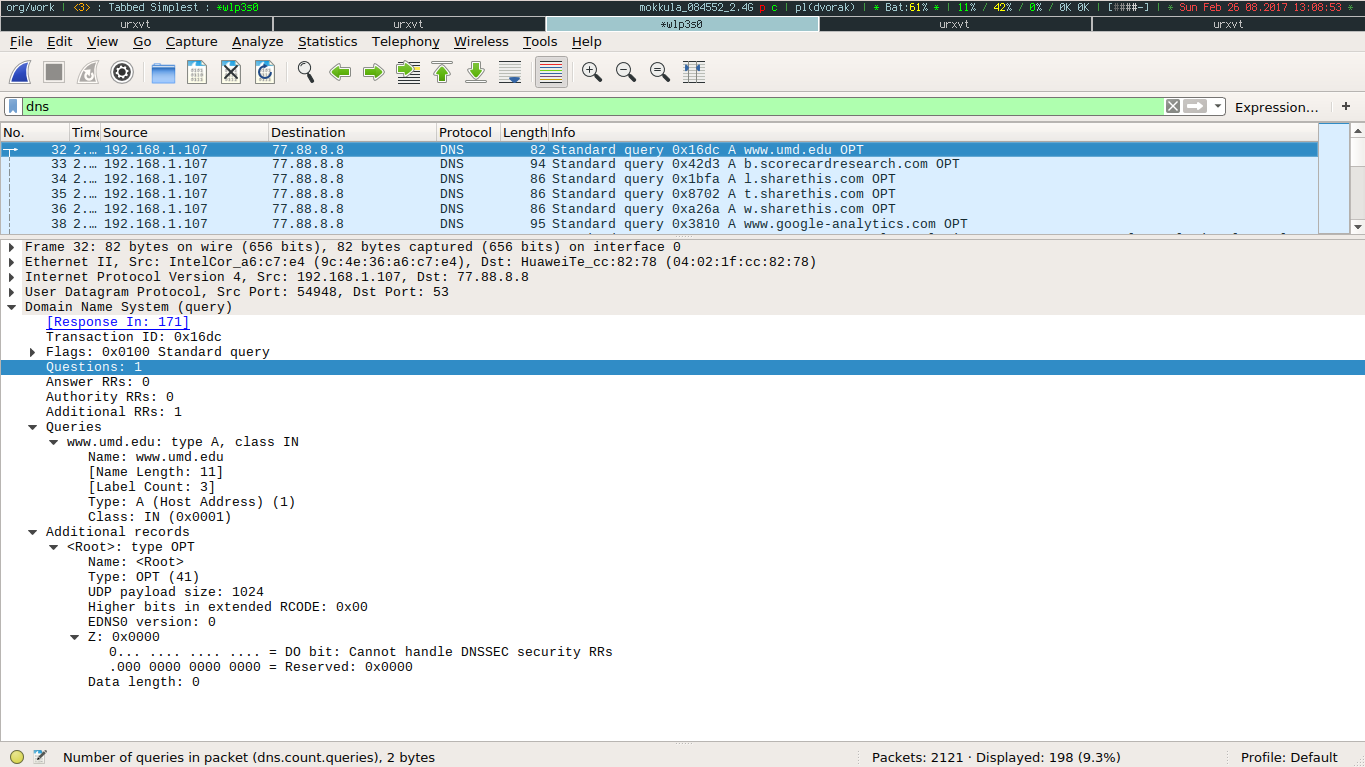 org/work | <3> : Tabbed Simplest : *wlp3s0 mokkula_084552_2.4G p c | pl(dvorak) | * Bat:61% * | 11% / 42% / 0% / 0K 0K | [####-] | * Sun Feb 26 08.2017 13:08:53 *
urxvt urxvt *wlp3s0 urxvt urxvt
File Edit View Go Capture Analyze Statistics Telephony Wireless Tools Help
dns Expression… +
No. Time Source Destination Protocol Length Info
32 2.… 192.168.1.107 77.88.8.8 DNS 82 Standard query 0x16dc A www.umd.edu OPT
33 2.… 192.168.1.107 77.88.8.8 DNS 94 Standard query 0x42d3 A b.scorecardresearch.com OPT
34 2.… 192.168.1.107 77.88.8.8 DNS 86 Standard query 0x1bfa A l.sharethis.com OPT
35 2.… 192.168.1.107 77.88.8.8 DNS 86 Standard query 0x8702 A t.sharethis.com OPT
36 2.… 192.168.1.107 77.88.8.8 DNS 86 Standard query 0xa26a A w.sharethis.com OPT
38 2.… 192.168.1.107 77.88.8.8 DNS 95 Standard query 0x3810 A www.google-analytics.com OPT
Frame 32: 82 bytes on wire (656 bits), 82 bytes captured (656 bits) on interface 0
Ethernet II, Src: IntelCor_a6:c7:e4 (9c:4e:36:a6:c7:e4), Dst: HuaweiTe_cc:82:78 (04:02:1f:cc:82:78)
Internet Protocol Version 4, Src: 192.168.1.107, Dst: 77.88.8.8
User Datagram Protocol, Src Port: 54948, Dst Port: 53
Domain Name System (query)
[Response In: 171]
Transaction ID: 0x16dc
Flags: 0x0100 Standard query
Questions: 1
Answer RRs: 0
Authority RRs: 0
Additional RRs: 1
Queries
www.umd.edu: type A, class IN
Name: www.umd.edu
[Name Length: 11]
[Label Count: 3]
Type: A (Host Address) (1)
Class: IN (0x0001)
Additional records
<Root>: type OPT
Name: <Root>
Type: OPT (41)
UDP payload size: 1024
Higher bits in extended RCODE: 0x00
EDNS0 version: 0
Z: 0x0000
0... .... .... .... = DO bit: Cannot handle DNSSEC security RRs
.000 0000 0000 0000 = Reserved: 0x0000
Data length: 0
Number of queries in packet (dns.count.queries), 2 bytes Packets: 2121 · Displayed: 198 (9.3%) Profile: Default